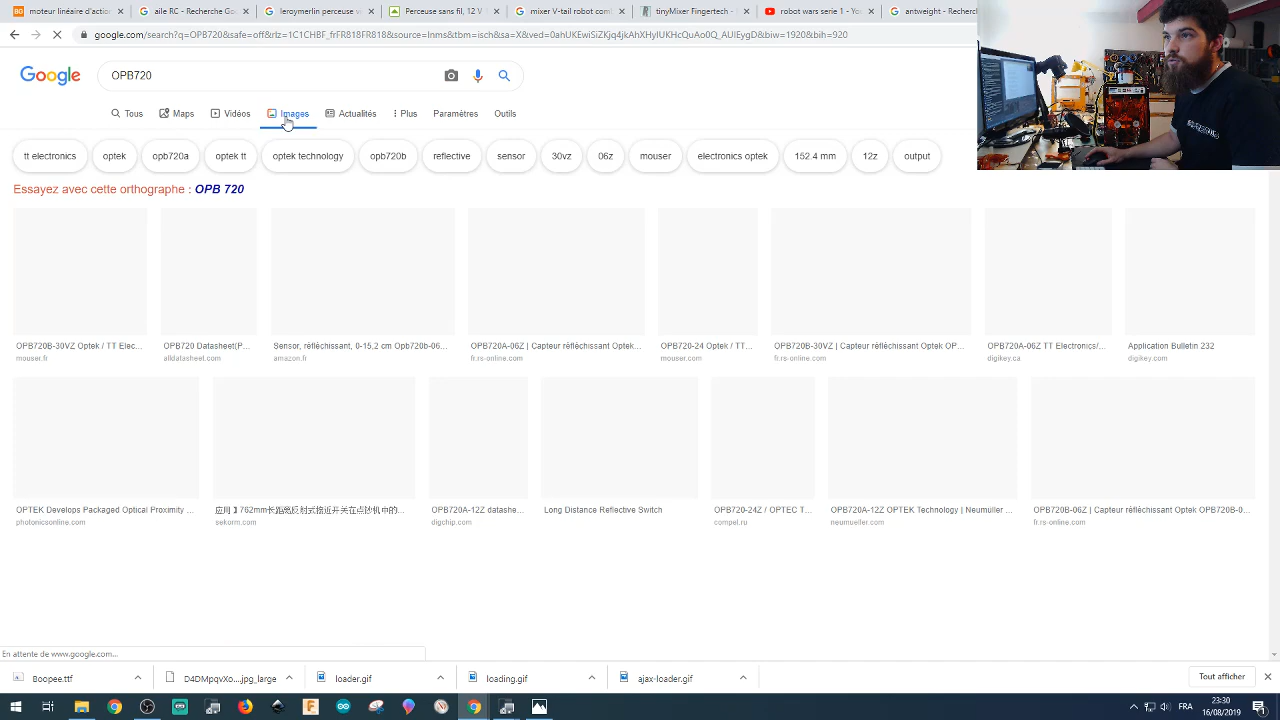 moteur linéaire d'action
aile RC - Recherche Go
leroymerlin perceuse v
Perceuse sans fil, 12 V
mixer V-tail robot coml
tinyMixer Fingertech -
robot wars serie 1 - Yo
antweight - Recherch
google.com/search?q=OPB720&safe=off&rlz=1C1CHBF_frFR818FR818&source=lnms&tbm=isch&sa=X&ved=0ahUKEwiSiZKjq4jkAhXHyIUKHcQuAo0Q_AUIEygD&biw=1920&bih=920
Google
OPB720
Tous Maps Vidéos Images Actualités Plus Paramètres Outils
tt electronics optek opb720a optek tt optek technology opb720b reflective sensor 30vz 06z mouser electronics optek 152.4 mm 12z output
Essayez avec cette orthographe : OPB 720
OPB720B-30VZ Optek / TT Elec...
mouser.fi
OPB720 Datasheet(P...
alldatasheet.com
Sensor, réfléchissant, 0-15,2 cm Opb720b-06...
amazon.fr
OPB720A-06Z | Capteur réfléchissant Optek...
fr.rs-online.com
OPB720-24 Optek / TT...
mouser.com
OPB720B-30VZ | Capteur réfléchissant Optek OP...
fr.rs-online.com
OPB720A-06Z TT Electronics/...
digikey.ca
Application Bulletin 232
digikey.com
OPTEK Develops Packaged Optical Proximity ...
photonicsonline.com
sekorm.com
OPB720A-12Z datashe...
digchip.com
Long Distance Reflective Switch
OPB720-24Z / OPTEC T...
compel.ru
OPB720A-12Z OPTEK Technology | Neumüller ...
neumueller.com
OPB720B-06Z | Capteur réfléchissant Optek OPB720B-0...
fr.rs-online.com
En attente de www.google.com...
Boopee.ttf
D4DMpqvXo....jpg_large
loader.gif
loading.gif
ajax-loader.gif
Tout afficher
FR
23:30
16/08/2019